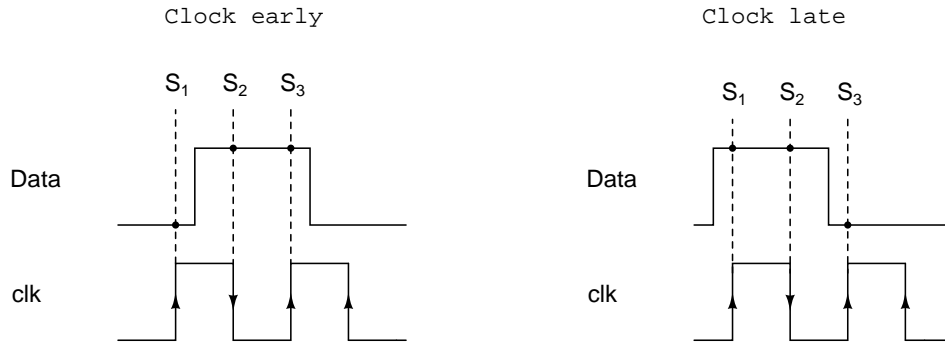 Clock early
S1 S2 S3
Data
clk
Clock late
S1 S2 S3
Data
clk